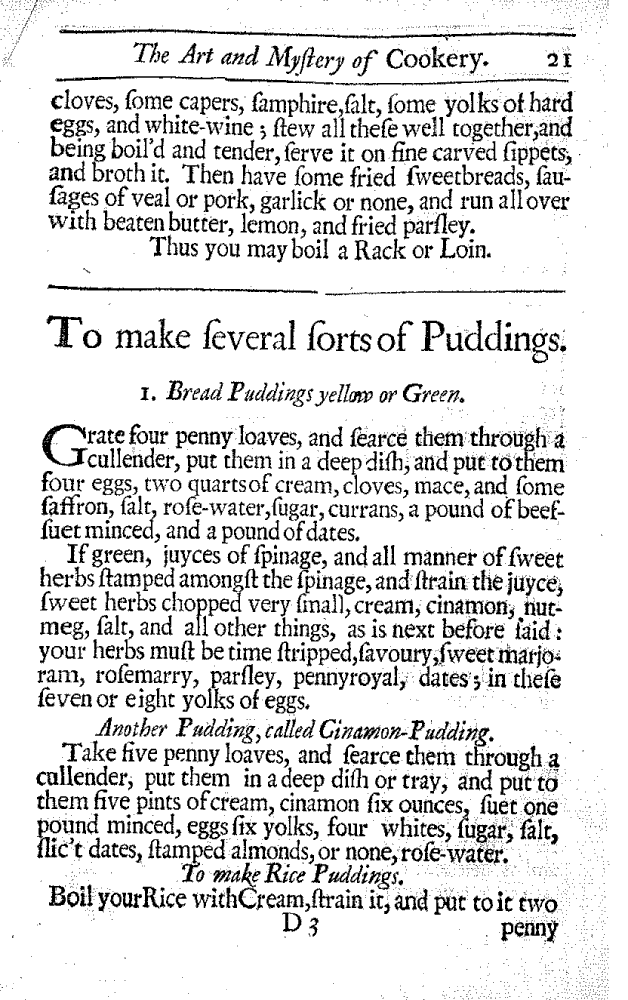 The Art and Myſtery of Cookery. 21
cloves, ſome capers, ſamphire,ſalt, ſome yolks of hard
eggs, and white-wine ; ſtew all theſe well together,and
being boil'd and tender, ſerve it on fine carved ſippets,
and broth it. Then have ſome fried ſweetbreads, ſau-
ſages of veal or pork, garlick or none, and run all over
with beaten butter, lemon, and fried parſley.
Thus you may boil a Rack or Loin.
To make ſeveral ſorts of Puddings.
1. Bread Puddings yellow or Green.
Grate four penny loaves, and ſearce them through a
cullender, put them in a deep diſh, and put to them
four eggs, two quarts of cream, cloves, mace, and ſome
ſaffron, ſalt, roſe-water,ſugar, currans, a pound of beef-
ſuet minced, and a pound of dates.
If green, juyces of ſpinage, and all manner of ſweet
herbs ſtamped amongſt the ſpinage, and ſtrain the juyce,
ſweet herbs chopped very ſmall, cream, cinamon, nut-
meg, ſalt, and all other things, as is next before ſaid :
your herbs muſt be time ſtripped,ſavoury,ſweet marjo-
ram, roſemarry, parſley, pennyroyal, dates ; in theſe
ſeven or eight yolks of eggs.
Another Pudding, called Cinamon-Pudding.
Take five penny loaves, and ſearce them through a
cullender, put them in a deep diſh or tray, and put to
them five pints of cream, cinamon ſix ounces, ſuet one
pound minced, eggs ſix yolks, four whites, ſugar, ſalt,
ſlic't dates, ſtamped almonds, or none, roſe-water.
To make Rice Puddings.
Boil your Rice with Cream,ſtrain it, and put to it two
D 3 penny